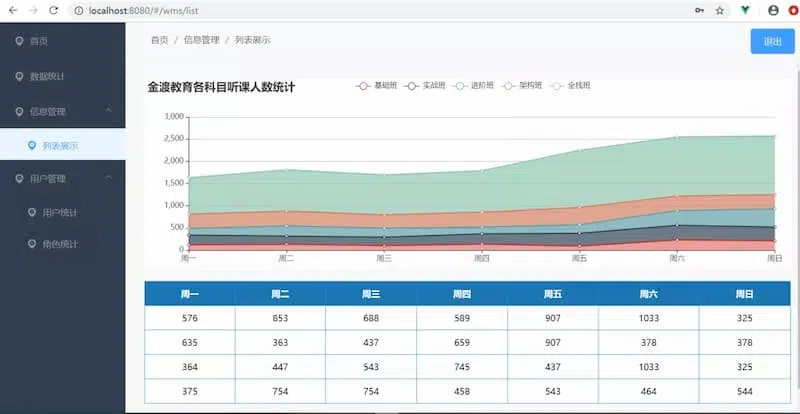 localhost:8080/#/wms/list
首页
数据统计
信息管理
列表展示
用户管理
用户统计
角色统计
首页 / 信息管理 / 列表展示
退出
金渡教育各科目听课人数统计
基础班 实战班 进阶班 架构班 全栈班
3,000
2,500
2,000
1,500
1,000
500
0
周一 周二 周三 周四 周五 周六 周日
周一 周二 周三 周四 周五 周六 周日
576 853 688 589 907 1033 325
635 363 437 659 907 378 378
364 447 543 745 437 1033 325
375 754 754 458 543 464 544